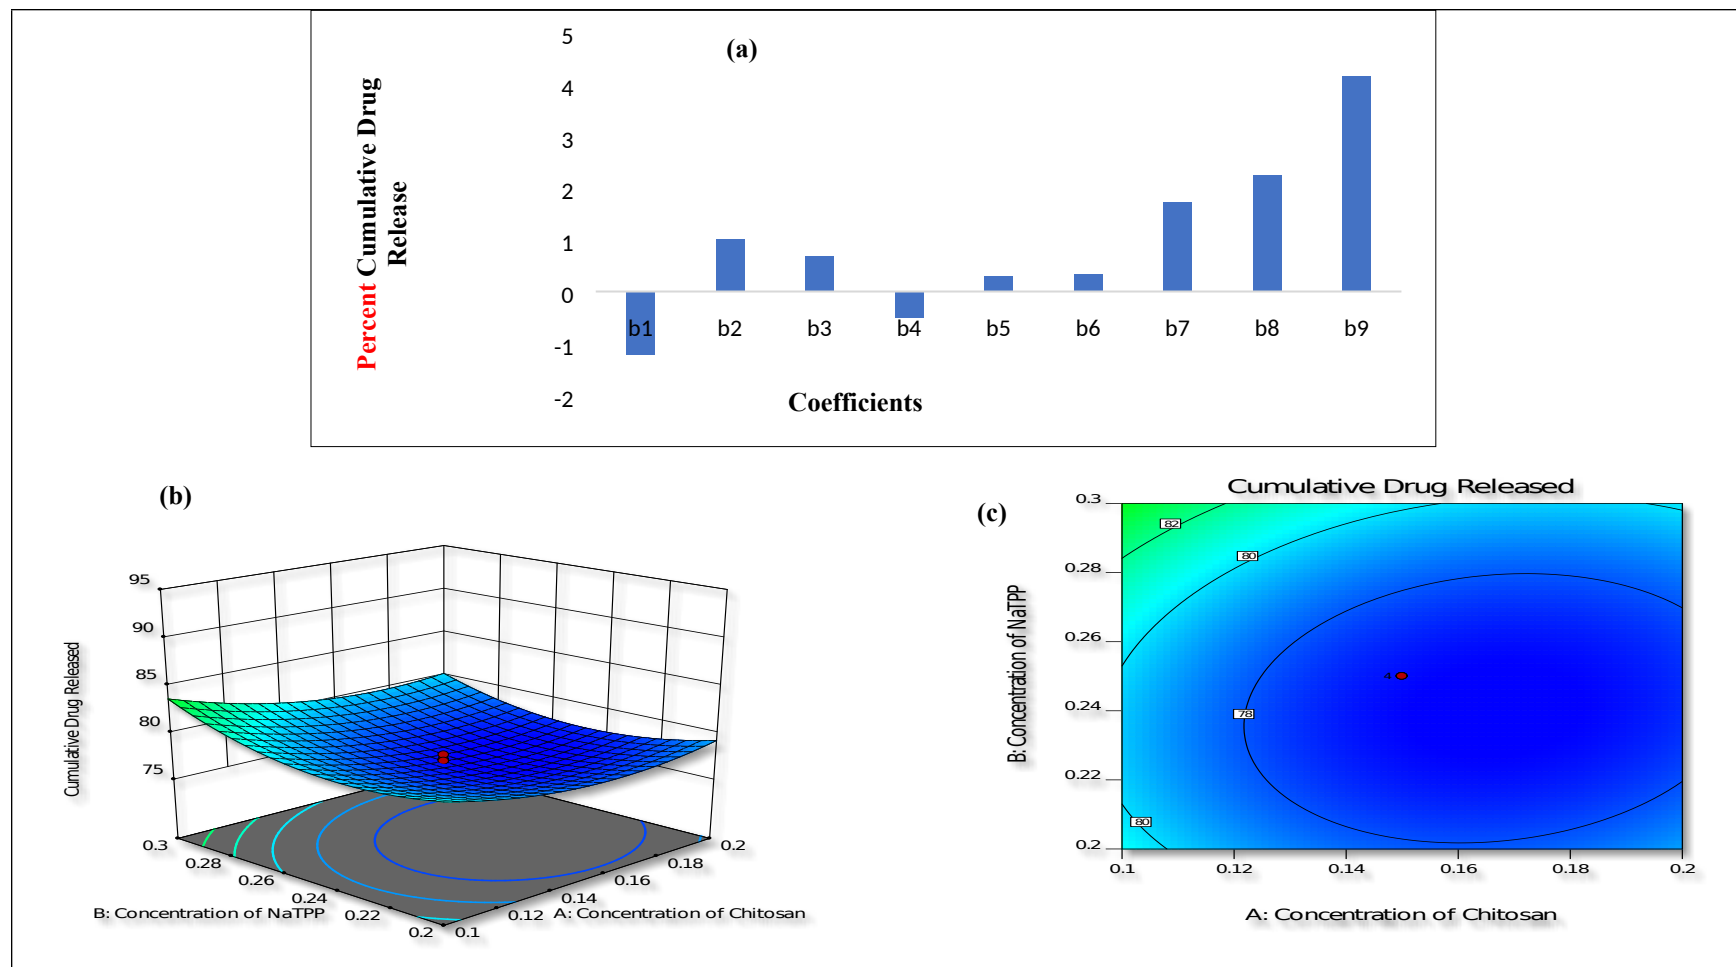 (a)
Percent Cumulative Drug
Release
5
4
3
2
1
0
-1
-2
b1 b2 b3 b4 b5 b6 b7 b8 b9
Coefficients
(b)
Cumulative Drug Released
95
90
85
80
75
0.3
0.28
0.26
0.24
0.22
0.2
B: Concentration of NaTPP
0.1
0.12
0.14
0.16
0.18
0.2
A: Concentration of Chitosan
(c)
Cumulative Drug Released
B: Concentration of NaTPP
0.3
0.28
0.26
0.24
0.22
0.2
82
80
78
80
4
0.1 0.12 0.14 0.16 0.18 0.2
A: Concentration of Chitosan